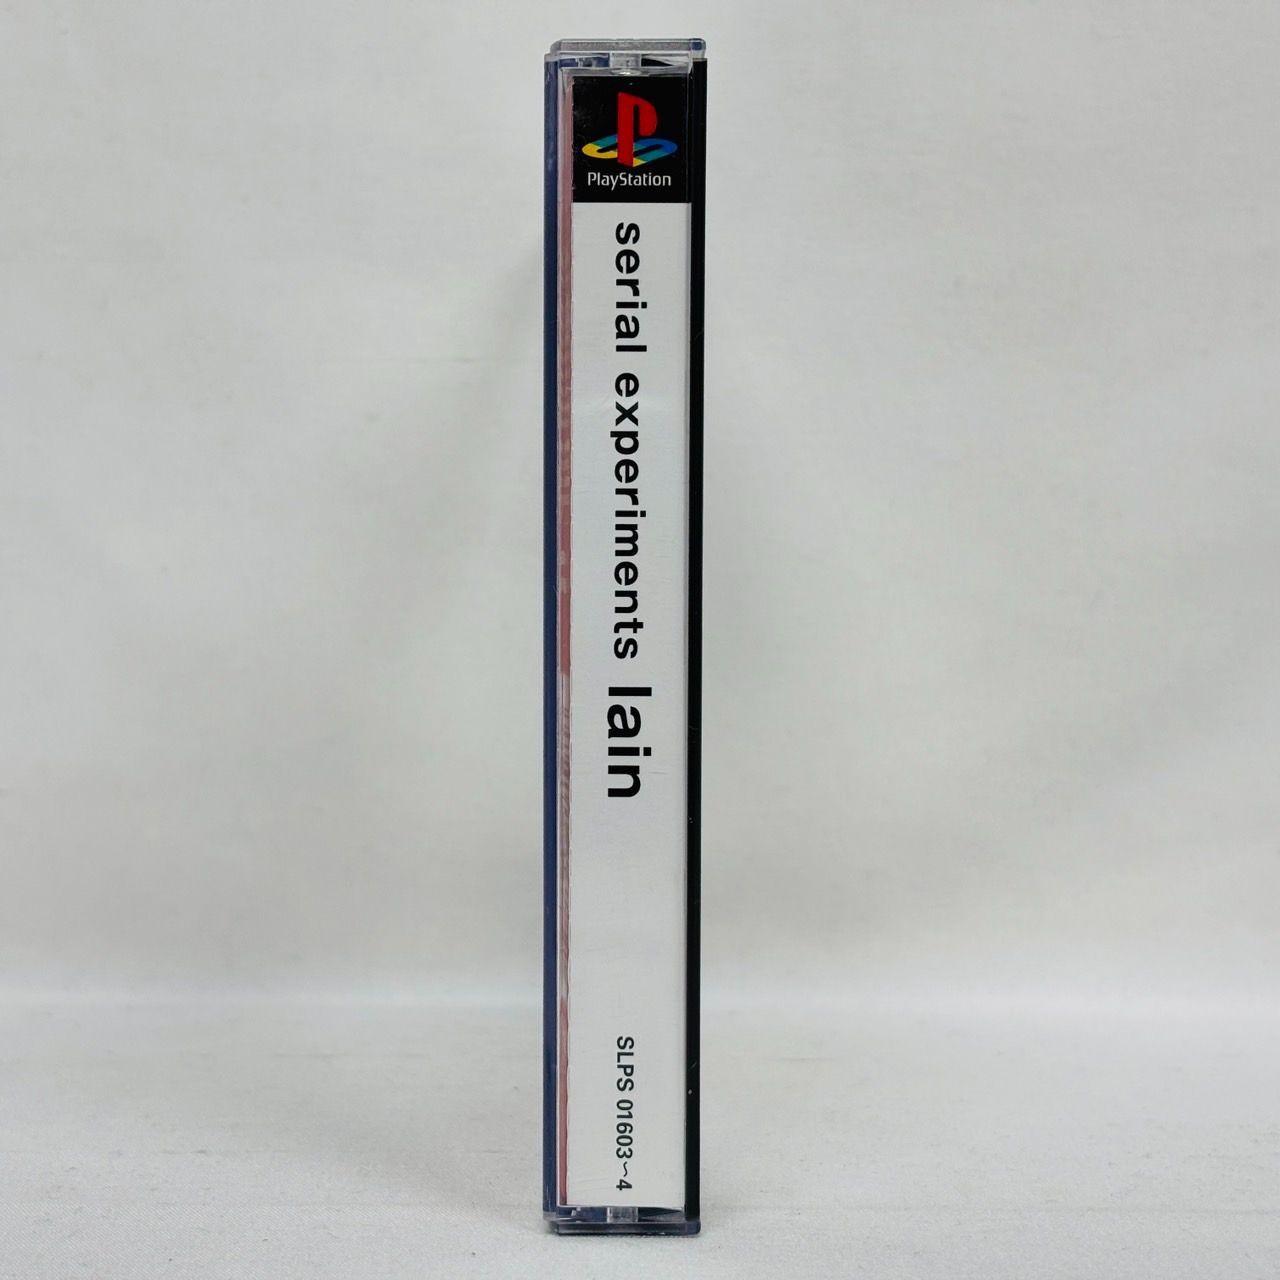 PlayStation
serial experiments lain
SLPS 01603~4